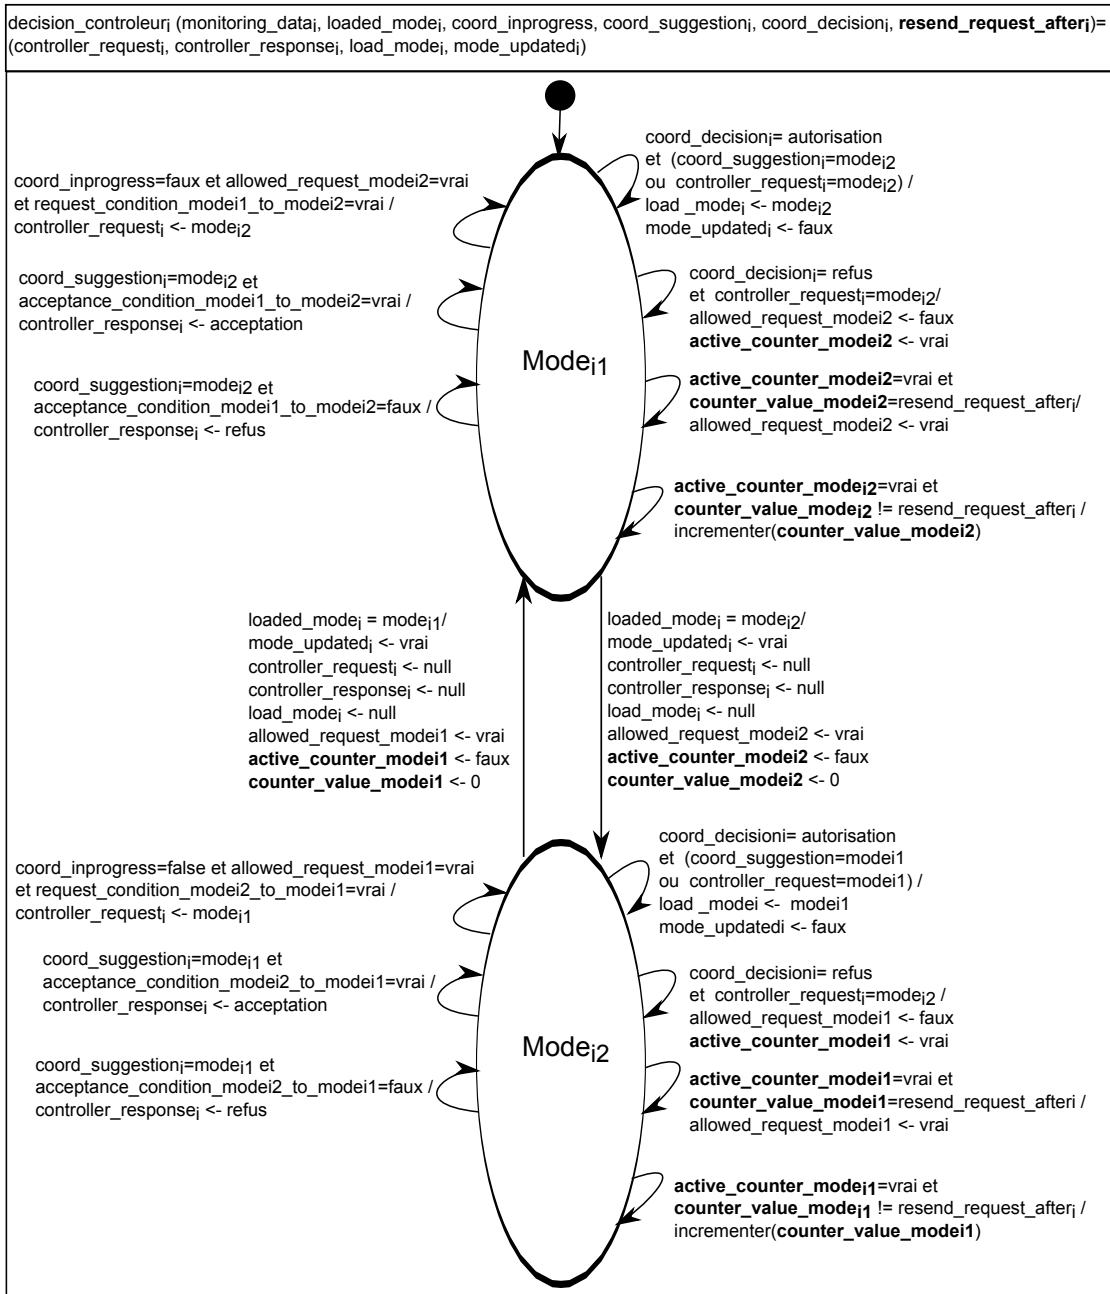 decision_controleuri (monitoring_datai, loaded_modei, coord_inprogress, coord_suggestioni, coord_decisioni, resend_request_afteri)=
(controller_requesti, controller_responsei, load_modei, mode_updatedi)
coord_inprogress=faux et allowed_request_modei2=vrai
et request_condition_modei1_to_modei2=vrai /
controller_requesti <- modei2
coord_suggestioni=modei2 et
acceptance_condition_modei1_to_modei2=vrai /
controller_responsei <- acceptation
coord_suggestioni=modei2 et
acceptance_condition_modei1_to_modei2=faux /
controller_responsei <- refus
Modei1
coord_decisioni= autorisation
et (coord_suggestioni=modei2
ou controller_requesti=modei2) /
load _modei <- modei2
mode_updatedi <- faux
coord_decisioni= refus
et controller_requesti=modei2/
allowed_request_modei2 <- faux
active_counter_modei2 <- vrai
active_counter_modei2=vrai et
counter_value_modei2=resend_request_afteri/
allowed_request_modei2 <- vrai
active_counter_modei2=vrai et
counter_value_modei2 != resend_request_afteri /
incrementer(counter_value_modei2)
loaded_modei = modei1/
mode_updatedi <- vrai
controller_requesti <- null
controller_responsei <- null
load_modei <- null
allowed_request_modei1 <- vrai
active_counter_modei1 <- faux
counter_value_modei1 <- 0
loaded_modei = modei2/
mode_updatedi <- vrai
controller_requesti <- null
controller_responsei <- null
load_modei <- null
allowed_request_modei2 <- vrai
active_counter_modei2 <- faux
counter_value_modei2 <- 0
coord_inprogress=false et allowed_request_modei1=vrai
et request_condition_modei2_to_modei1=vrai /
controller_requesti <- modei1
coord_suggestioni=modei1 et
acceptance_condition_modei2_to_modei1=vrai /
controller_responsei <- acceptation
coord_suggestioni=modei1 et
acceptance_condition_modei2_to_modei1=faux /
controller_responsei <- refus
Modei2
coord_decisioni= autorisation
et (coord_suggestion=modei1
ou controller_request=modei1) /
load _modei <- modei1
mode_updatedi <- faux
coord_decisioni= refus
et controller_requesti=modei2 /
allowed_request_modei1 <- faux
active_counter_modei1 <- vrai
active_counter_modei1=vrai et
counter_value_modei1=resend_request_afteri /
allowed_request_modei1 <- vrai
active_counter_modei1=vrai et
counter_value_modei1 != resend_request_afteri /
incrementer(counter_value_modei1)